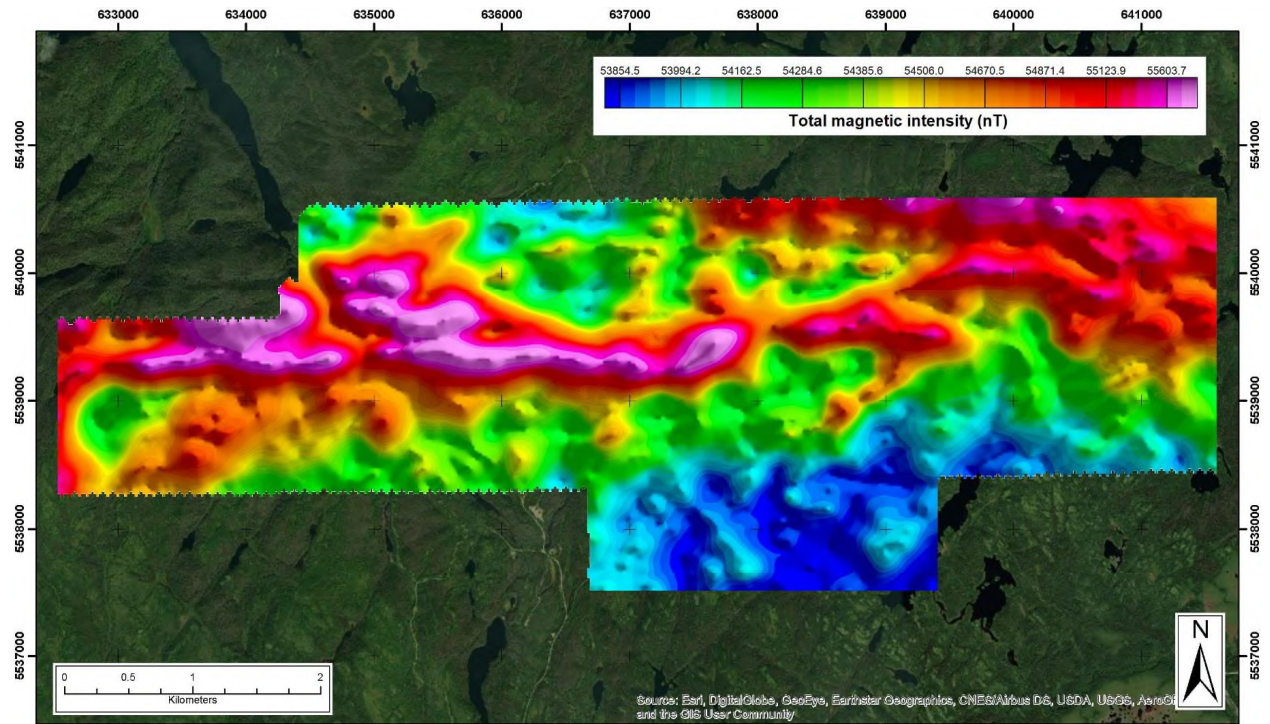 633000 634000 635000 636000 637000 638000 639000 640000 641000
53854.5 53994.2 54162.5 54284.6 54385.6 54506.0 54670.5 54871.4 55123.9 55603.7
Total magnetic intensity (nT)
5541000 5541000
5540000 5540000
5539000 5539000
5538000 5538000
5537000 5537000
N
0 0.5 1 2
Kilometers
Source: Esri, DigitalGlobe, GeoEye, Earthstar Geographics, CNES/Airbus DS, USDA, USGS,
and the GIS User Community